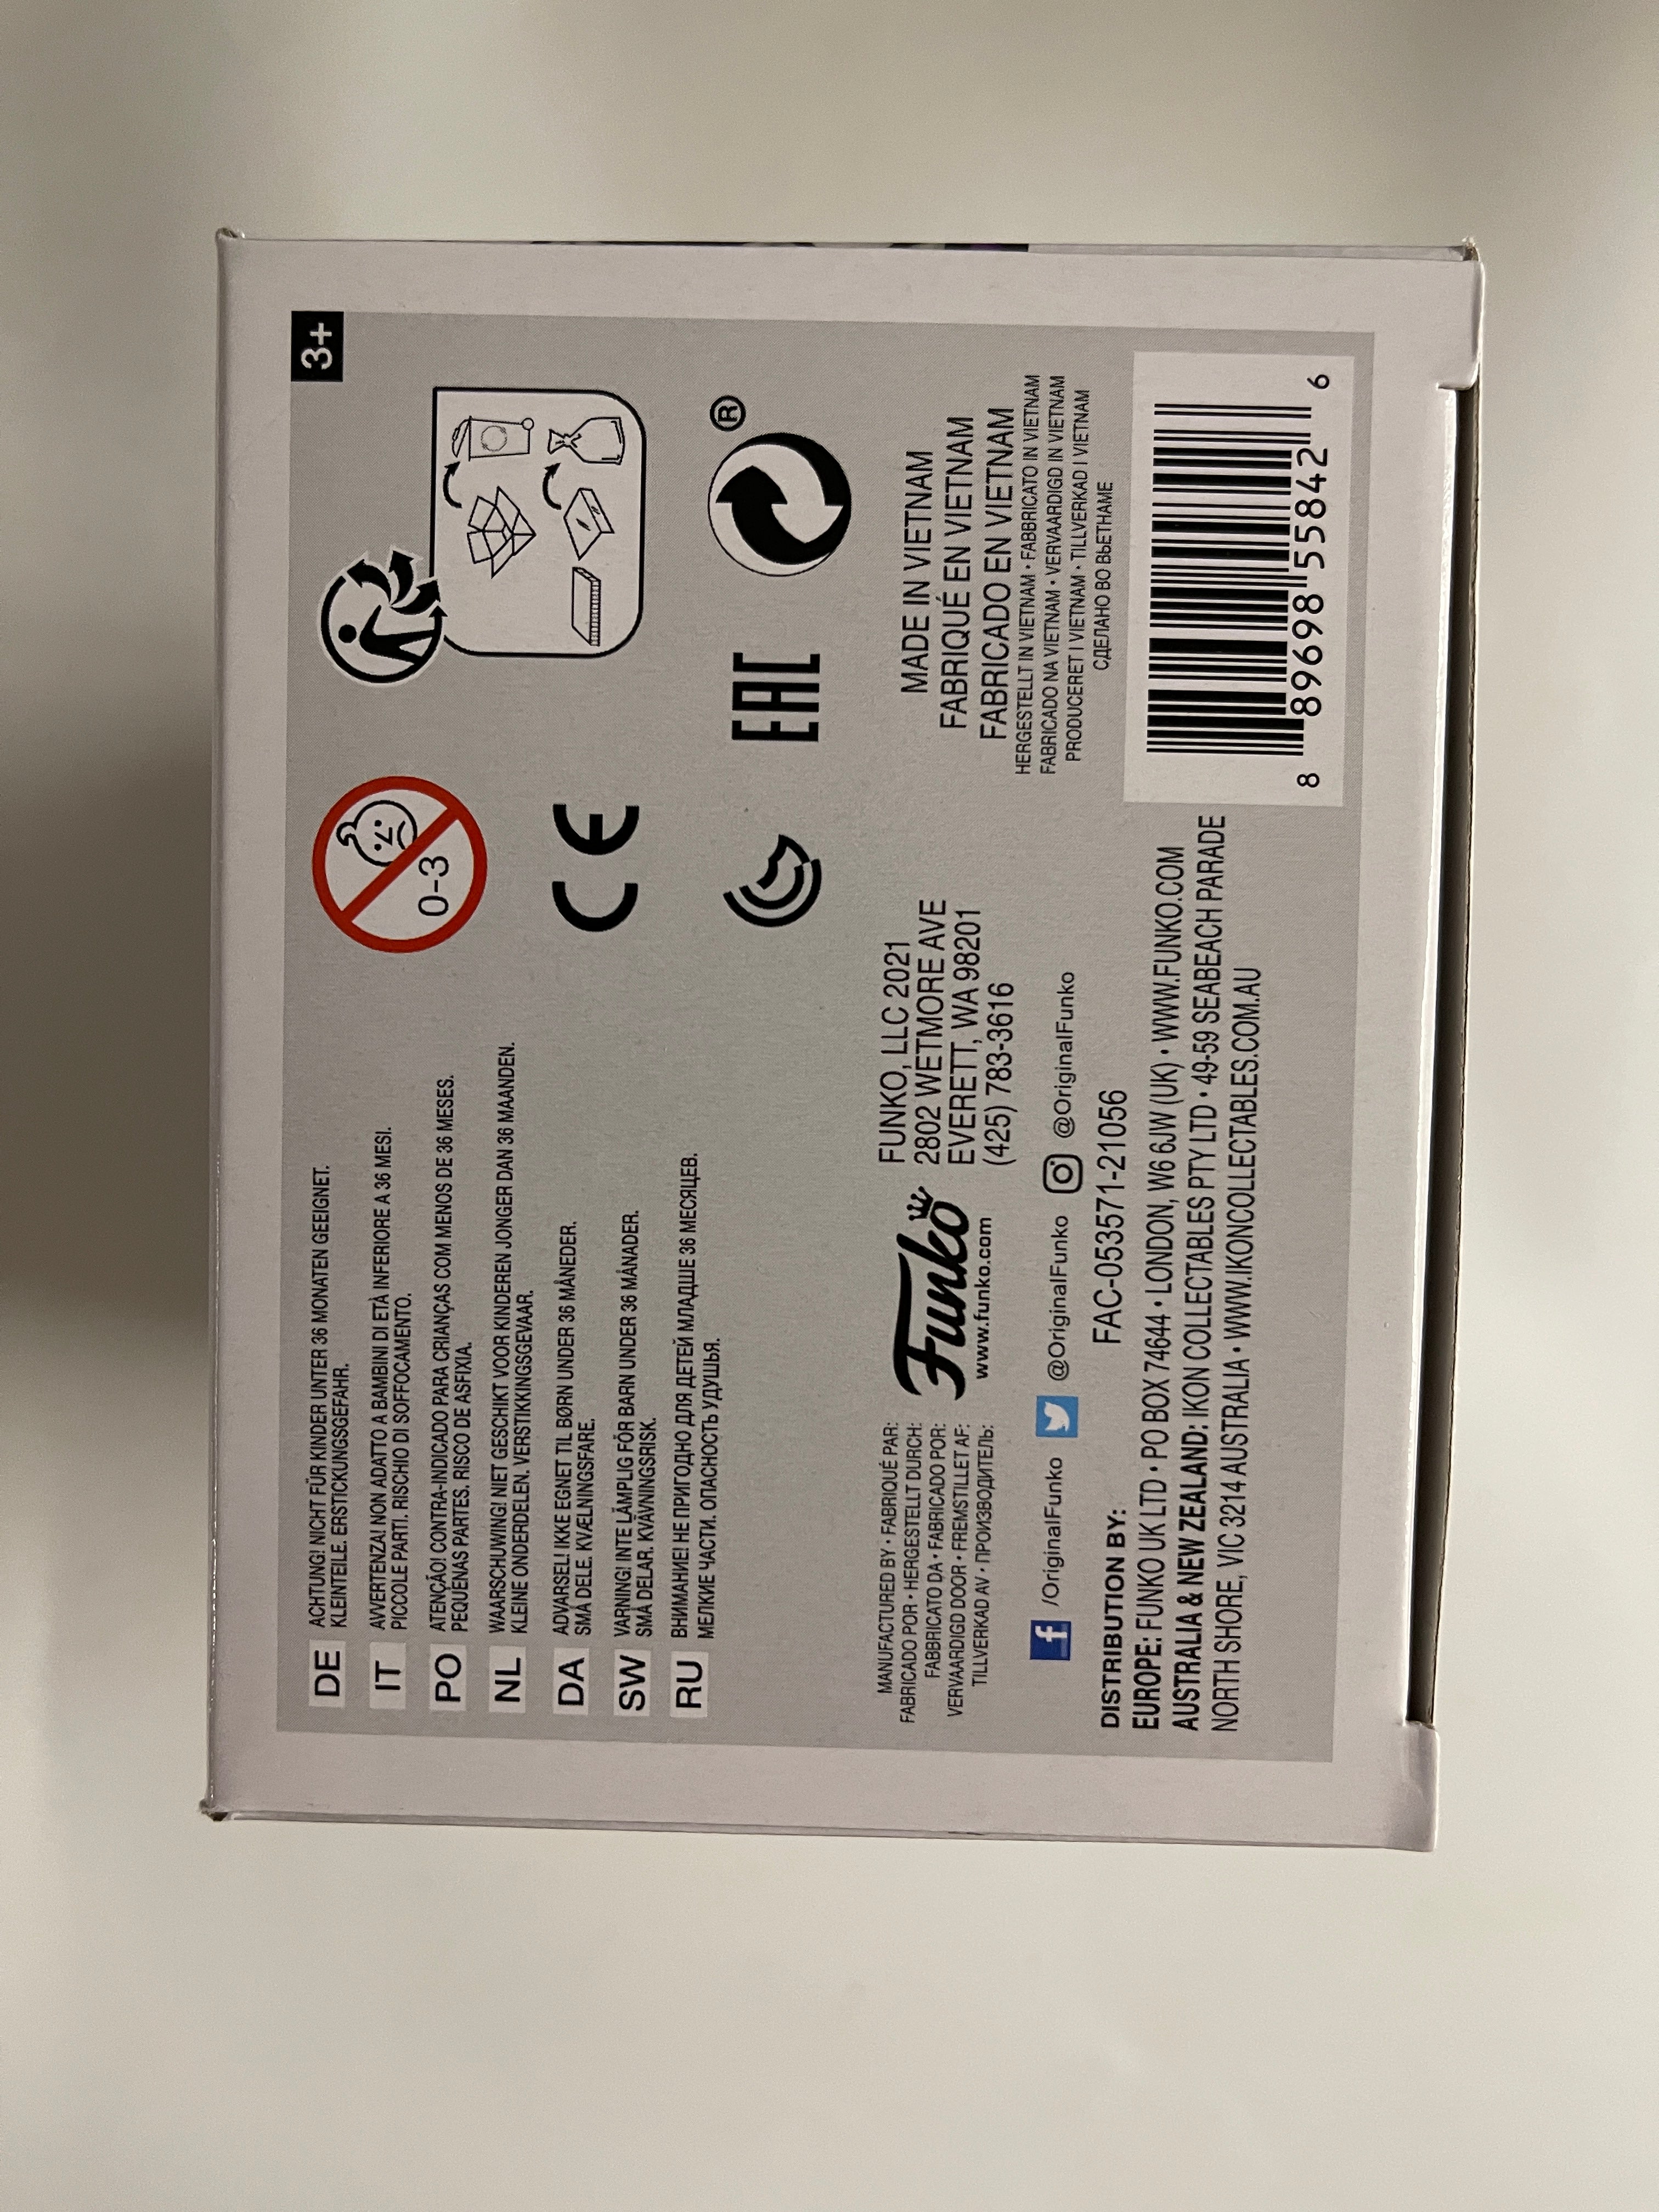 3+
DE
ACHTUNG! NICHT FÜR KINDER UNTER 36 MONATEN GEEIGNET.
KLEINTEILE. ERSTICKUNGSGEFAHR.
IT
AVVERTENZA! NON ADATTO A BAMBINI DI ETÀ INFERIORE A 36 MESI.
PICCOLE PARTI. RISCHIO DI SOFFOCAMENTO.
PO
ATENÇÃO! CONTRA-INDICADO PARA CRIANÇAS COM MENOS DE 36 MESES.
PEQUENAS PARTES. RISCO DE ASFIXIA.
NL
WAARSCHUWING! NIET GESCHIKT VOOR KINDEREN JONGER DAN 36 MAANDEN.
KLEINE ONDERDELEN. VERSTIKKINGSGEVAAR.
DA
ADVARSEL! IKKE EGNET TIL BØRN UNDER 36 MÅNEDER.
SMÅ DELE. KVÆLNINGSFARE.
SW
VARNING! INTE LÄMPLIG FÖR BARN UNDER 36 MÅNADER.
SMÅ DELAR. KVÄVNINGSRISK.
RU
ВНИМАНИЕ! НЕ ПРИГОДНО ДЛЯ ДЕТЕЙ МЛАДШЕ 36 МЕСЯЦЕВ.
МЕЛКИЕ ЧАСТИ. ОПАСНОСТЬ УДУШЬЯ.
0-3
CE
EAC
®
MANUFACTURED BY • FABRIQUÉ PAR:
FABRICADO POR • HERGESTELLT DURCH:
FABBRICATO DA • FABRICADO POR:
VERVAARDIGD DOOR • FREMSTILLET AF:
TILLVERKAD AV • ПРОИЗВОДИТЕЛЬ:
Funko
www.funko.com
FUNKO, LLC 2021
2802 WETMORE AVE
EVERETT, WA 98201
(425) 783-3616
/OriginalFunko @OriginalFunko @OriginalFunko
FAC-053571-21056
DISTRIBUTION BY:
EUROPE: FUNKO UK LTD • PO BOX 74644 • LONDON, W6 6JW (UK) • WWW.FUNKO.COM
AUSTRALIA & NEW ZEALAND: IKON COLLECTABLES PTY LTD • 49-59 SEABEACH PARADE
NORTH SHORE, VIC 3214 AUSTRALIA • WWW.IKONCOLLECTABLES.COM.AU
MADE IN VIETNAM
FABRIQUÉ EN VIETNAM
FABRICADO EN VIETNAM
HERGESTELLT IN VIETNAM • FABBRICATO IN VIETNAM
FABRICADO NA VIETNAM • VERVAARDIGD IN VIETNAM
PRODUCERET I VIETNAM • TILLVERKAD I VIETNAM
СДЕЛАНО ВО ВЬЕТНАМЕ
8 89698 55842 6